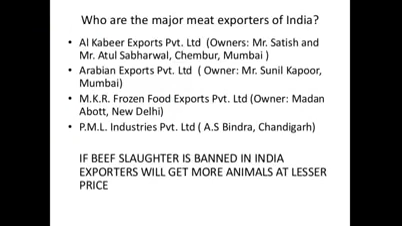 Who are the major meat exporters of India?
• Al Kabeer Exports Pvt. Ltd (Owners: Mr. Satish and
Mr. Atul Sabharwal, Chembur, Mumbai )
• Arabian Exports Pvt. Ltd ( Owner: Mr. Sunil Kapoor,
Mumbai)
• M.K.R. Frozen Food Exports Pvt. Ltd (Owner: Madan
Abott, New Delhi)
• P.M.L. Industries Pvt. Ltd ( A.S Bindra, Chandigarh)
IF BEEF SLAUGHTER IS BANNED IN INDIA
EXPORTERS WILL GET MORE ANIMALS AT LESSER
PRICE